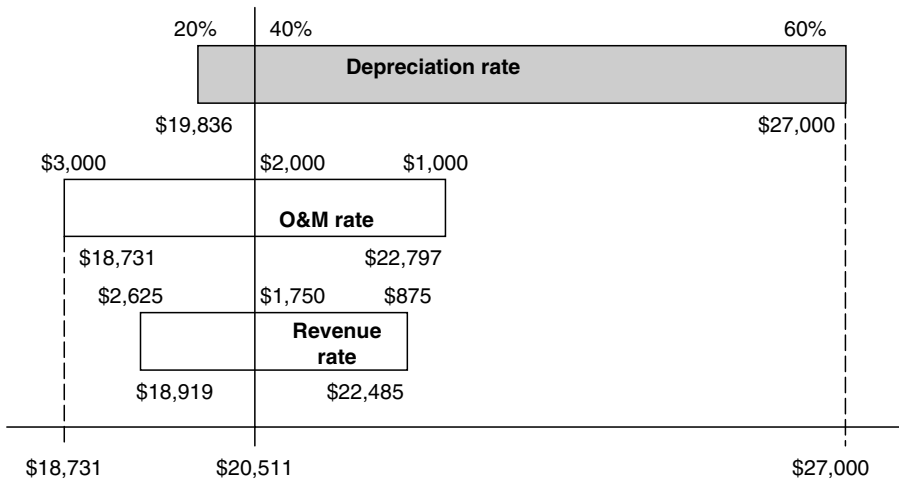 20% 40% 60%
Depreciation rate
$19,836 $27,000
$3,000 $2,000 $1,000
O&M rate
$18,731 $22,797
$2,625 $1,750 $875
Revenue
rate
$18,919 $22,485
$18,731 $20,511 $27,000